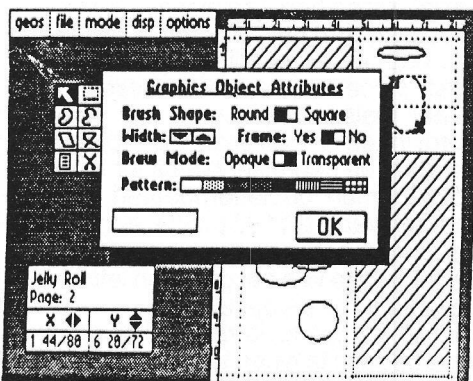 geos file mode disp options
Graphics Object Attributes
Brush Shape: Round Square
Width: Frame: Yes No
Draw Mode: Opaque Transparent
Pattern:
OK
Jelly Roll
Page: 2
X Y
1 44/80 6 20/72